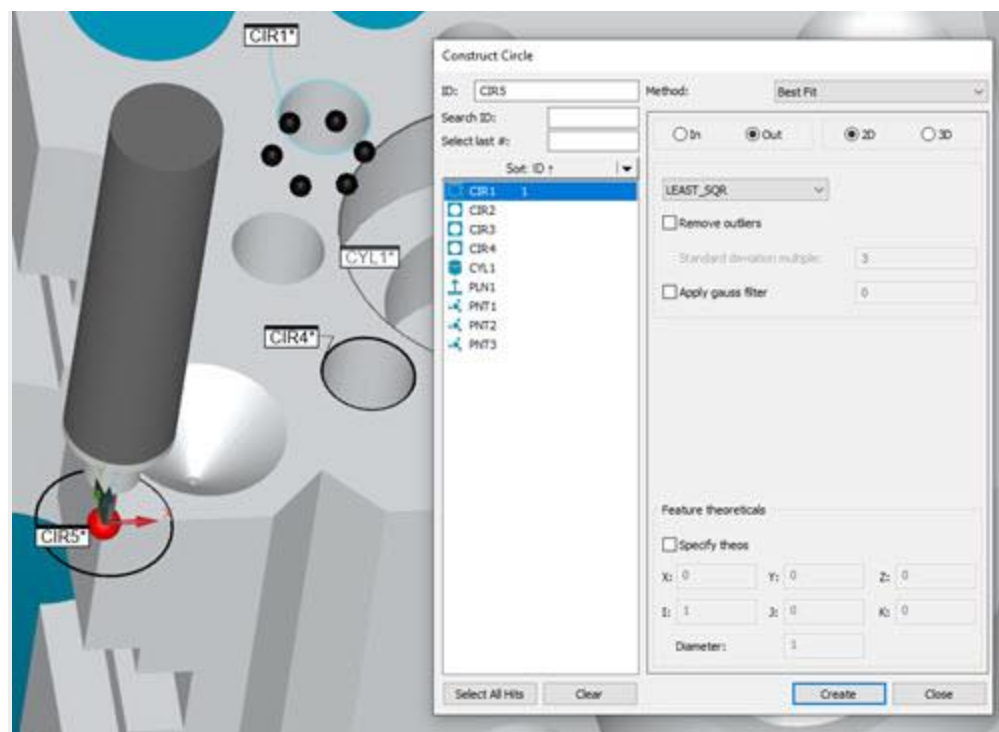 CIR1*
CYL1*
CIR4*
CIR5*
Construct Circle
ID: CIR5
Search ID:
Select last #:
Sort: ID ↑
CIR1 1
CIR2
CIR3
CIR4
CYL1
PLN1
PNT1
PNT2
PNT3
Select All Hits Clear
Method: Best Fit
In Out 2D 3D
LEAST_SQR
Remove outliers
Standard deviation multiple: 3
Apply gauss filter 0
Feature theoreticals
Specify theos
X: 0 Y: 0 Z: 0
I: 1 J: 0 K: 0
Diameter: 1
Create Close